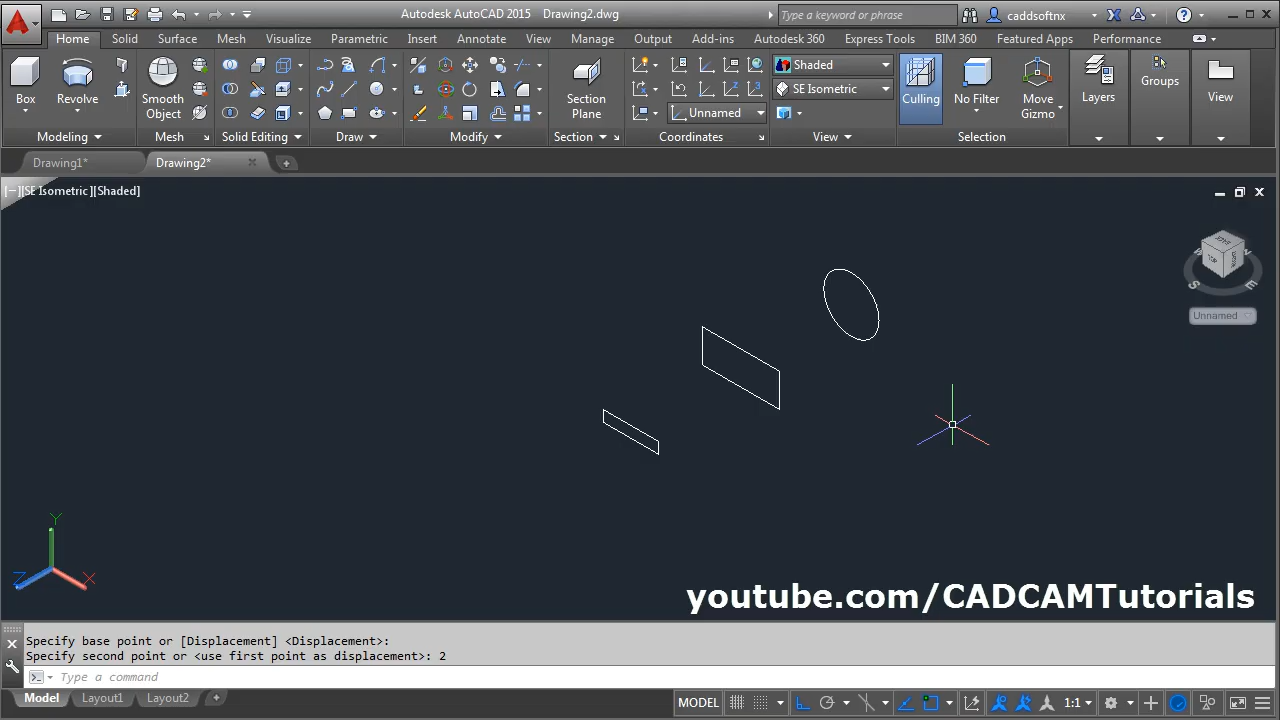 Autodesk AutoCAD 2015 Drawing2.dwg
Type a keyword or phrase
caddsoftnx
Home Solid Surface Mesh Visualize Parametric Insert Annotate View Manage Output Add-ins Autodesk 360 Express Tools BIM 360 Featured Apps Performance
Box
Revolve
Smooth
Object
Section
Plane
Shaded
SE Isometric
Unnamed
Culling
No Filter
Move
Gizmo
Layers
Groups
View
Modeling Mesh Solid Editing Draw Modify Section Coordinates View Selection
Drawing1* Drawing2*
[−][SE Isometric][Shaded]
TOP
S E
Unnamed
Y
Z X
youtube.com/CADCAMTutorials
Specify base point or [Displacement] <Displacement>:
Specify second point or <use first point as displacement>: 2
Type a command
Model Layout1 Layout2
MODEL 1:1